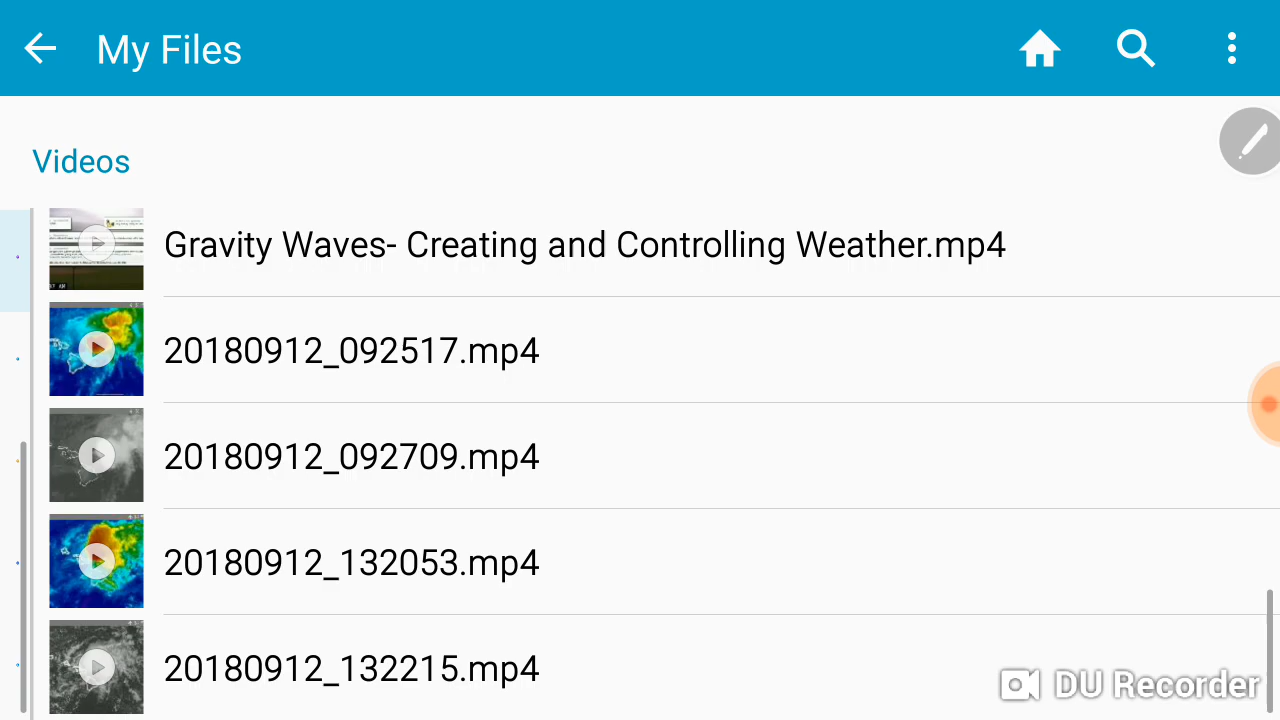 My Files
Videos
Gravity Waves- Creating and Controlling Weather.mp4
20180912_092517.mp4
20180912_092709.mp4
20180912_132053.mp4
20180912_132215.mp4
DU Recorder